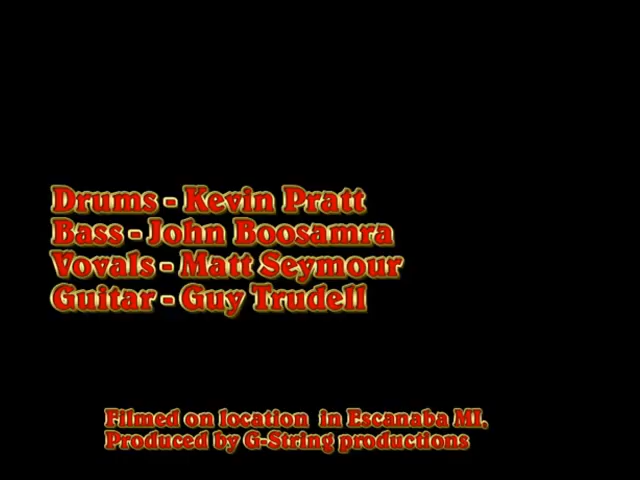 Drums - Kevin Pratt
Bass - John Boosamra
Vovals - Matt Seymour
Guitar - Guy Trudell
Filmed on location in Escanaba MI,
Produced by G-String productions